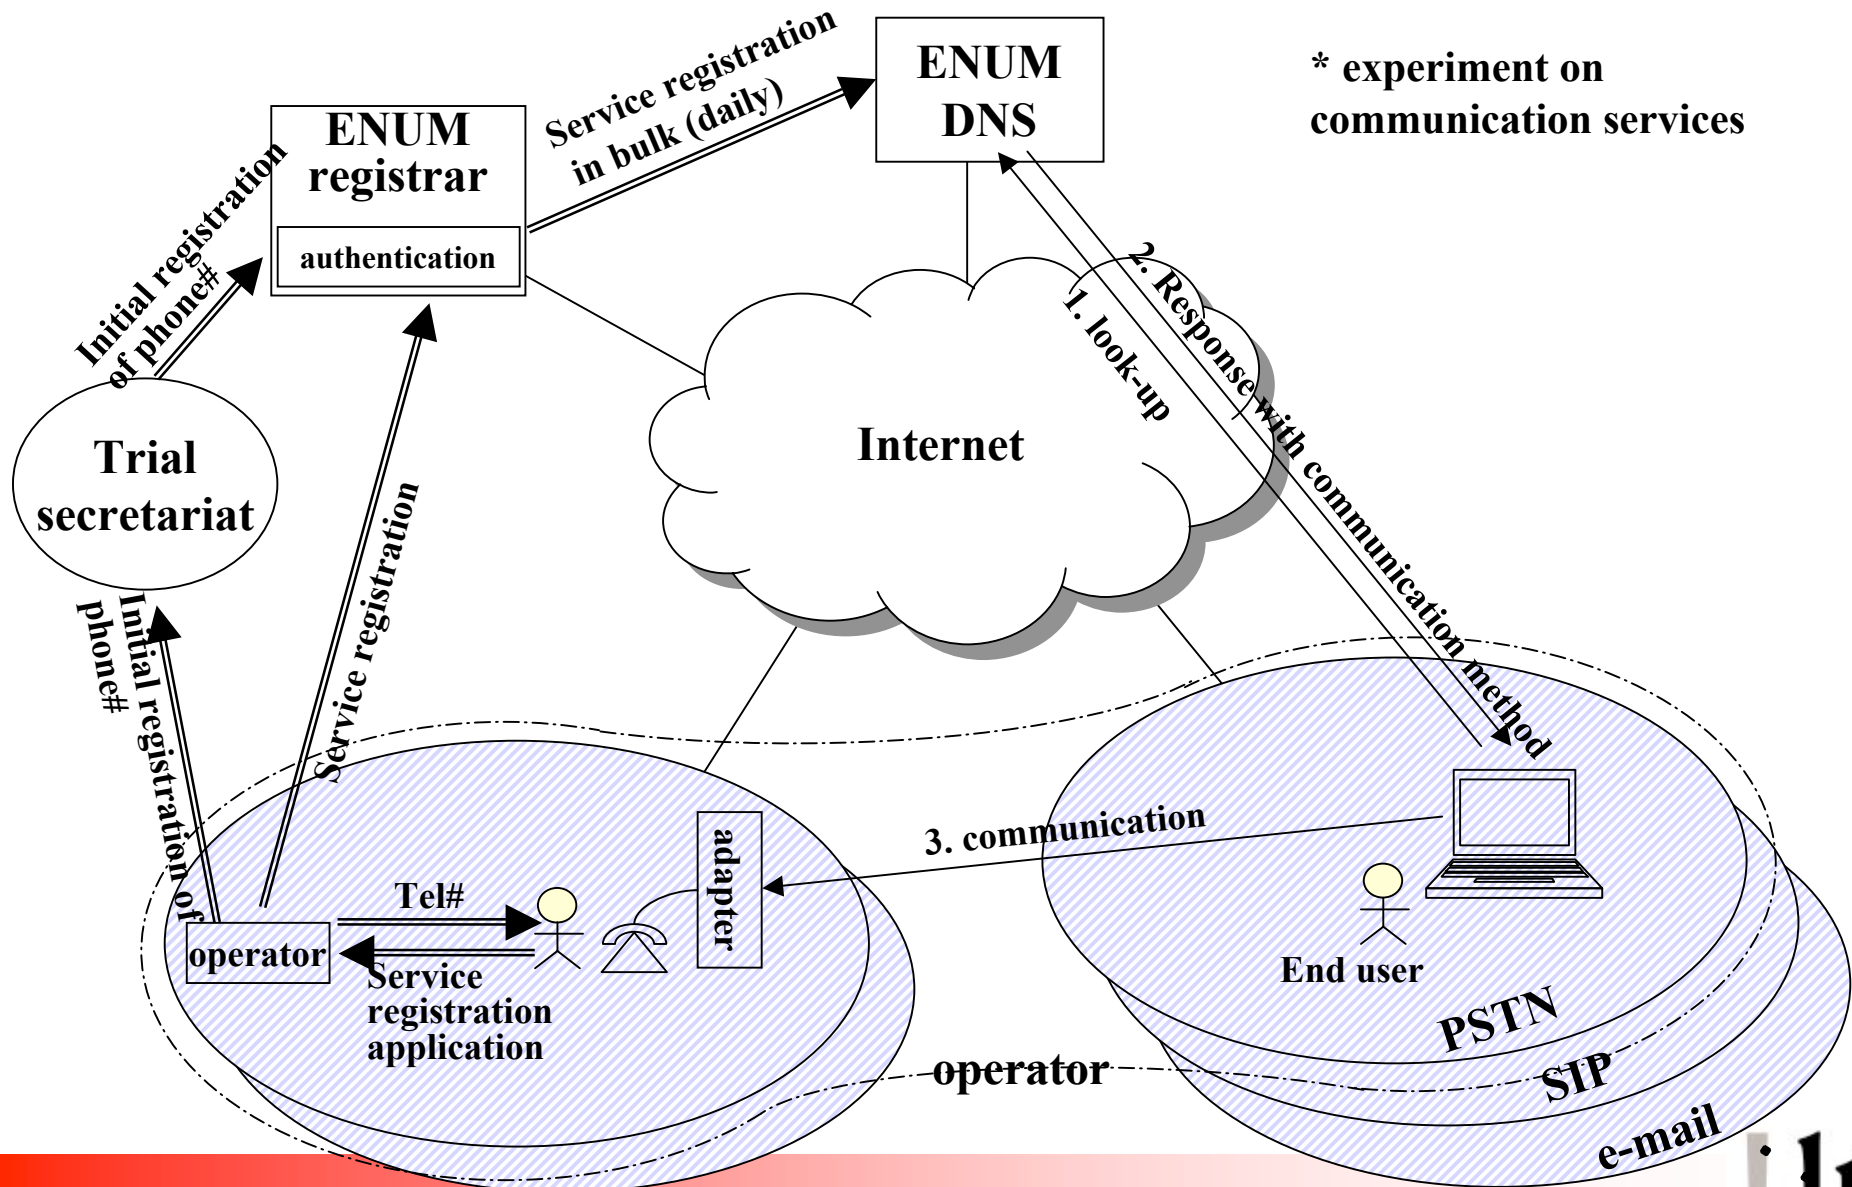 * experiment on
communication services
ENUM
DNS
Service registration
in bulk (daily)
ENUM
registrar
authentication
Initial registration
of phone#
Trial
secretariat
Internet
1. look-up
2. Response with communication method
Service registration
Initial registration of
phone#
3. communication
adapter
Tel#
operator
Service
registration
application
End user
PSTN
SIP
e-mail
operator